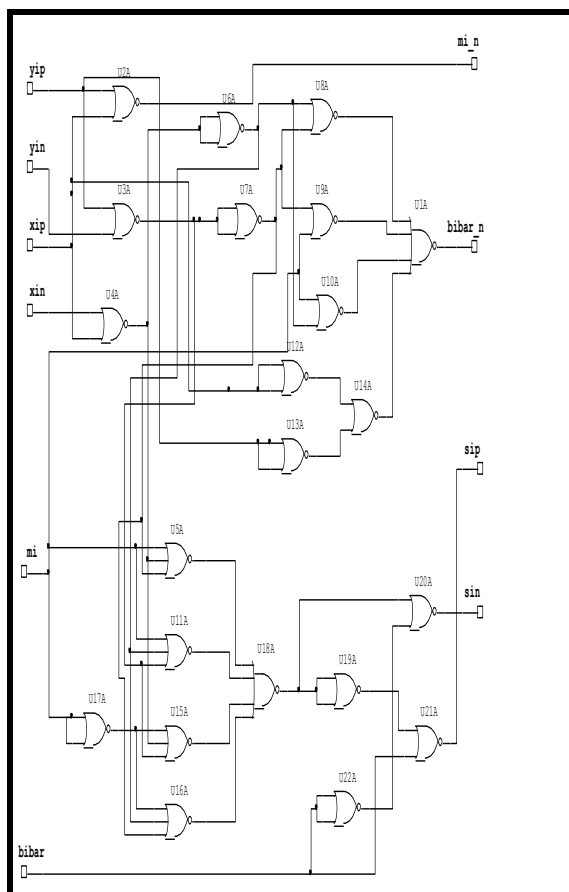 mi_n
yip
U2A
U8A
U6A
yin
U3A
U7A
U9A
U1A
xip
bibar_n
xin
U4A
U10A
U12A
U14A
U13A
sip
mi
U5A
U20A
sin
U11A
U18A
U19A
U17A
U15A
U21A
U16A
U22A
bibar